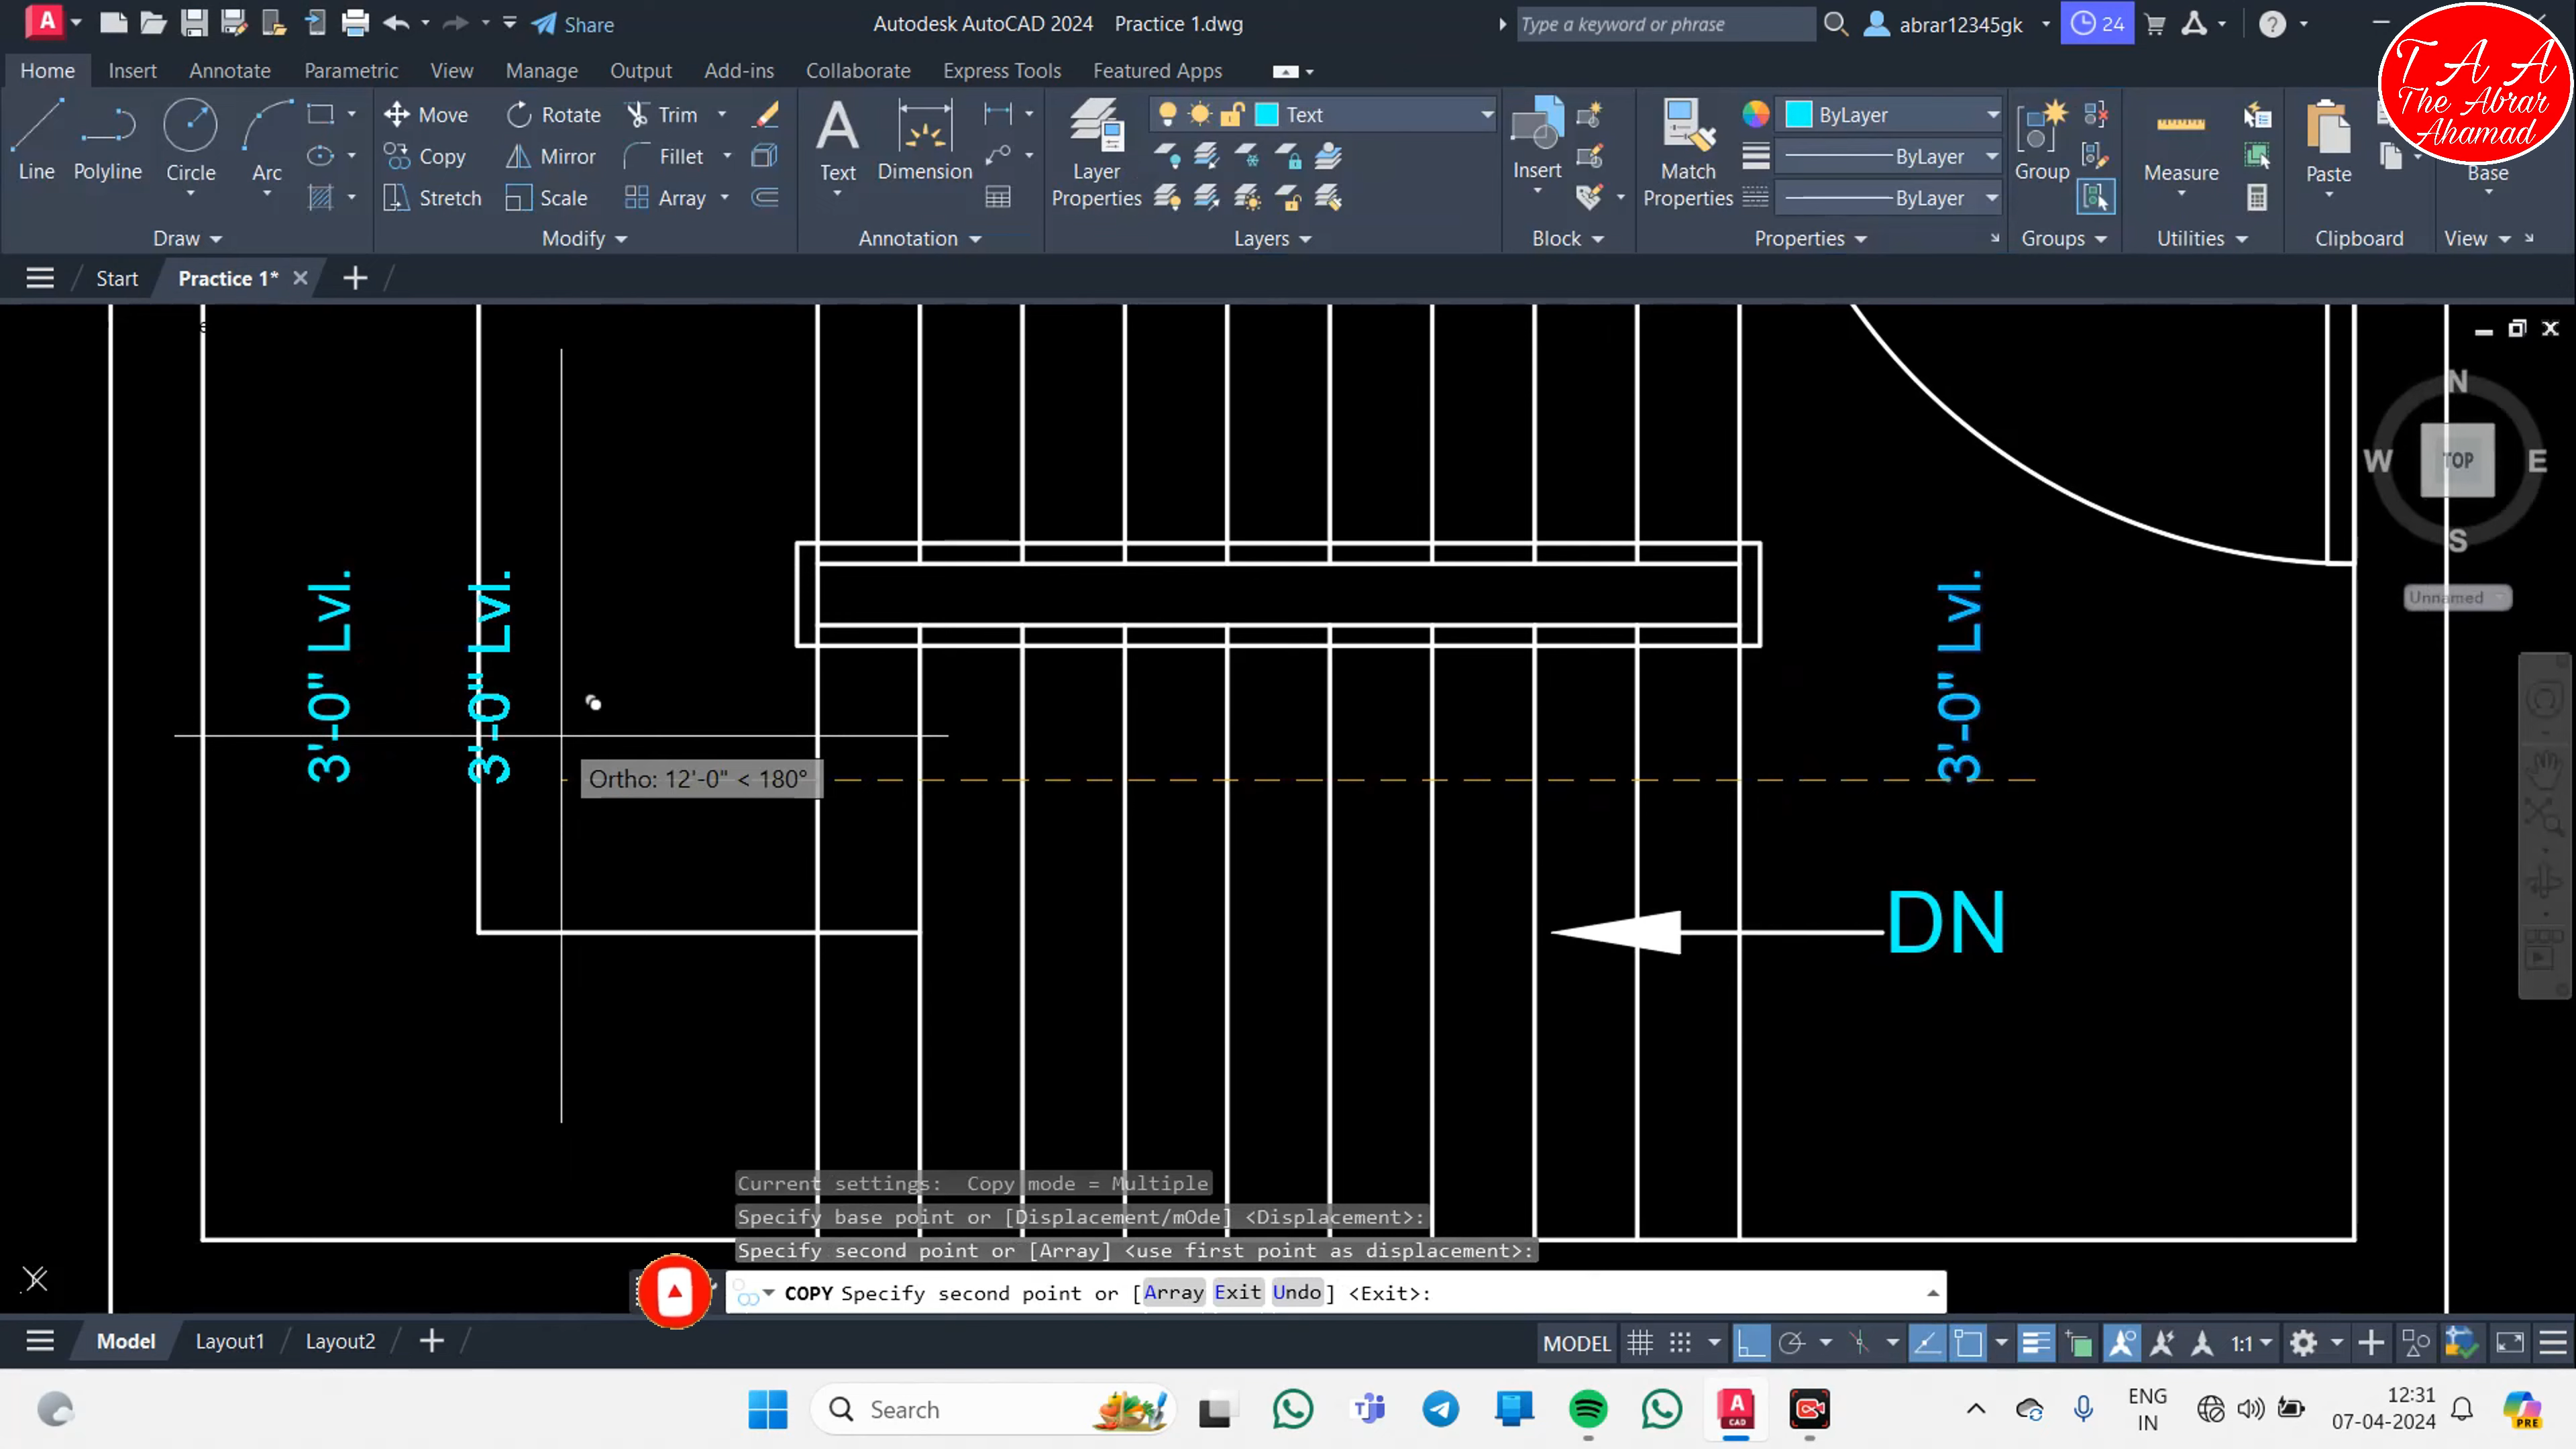 Share
Autodesk AutoCAD 2024 Practice 1.dwg
Type a keyword or phrase
abrar12345gk
24
T A A
The Abrar
Ahamad
Home Insert Annotate Parametric View Manage Output Add-ins Collaborate Express Tools Featured Apps
Line Polyline Circle Arc
Draw
Move Rotate Trim
Copy Mirror Fillet
Stretch Scale Array
Modify
Text Dimension
Annotation
Layer
Properties
Text
Layers
Insert
Block
Match
Properties
ByLayer
ByLayer
ByLayer
Properties
Group
Groups
Measure
Utilities
Paste
Clipboard
Base
View
Start Practice 1*
N
W TOP E
S
Unnamed
3'-0" Lvl.
3'-0" Lvl.
3'-0" Lvl.
Ortho: 12'-0" < 180°
DN
Current settings: Copy mode = Multiple
Specify base point or [Displacement/mOde] <Displacement>:
Specify second point or [Array] <use first point as displacement>:
COPY Specify second point or [Array Exit Undo] <Exit>:
Model Layout1 Layout2
MODEL 1:1
Search
ENG
IN
12:31
07-04-2024
PRE